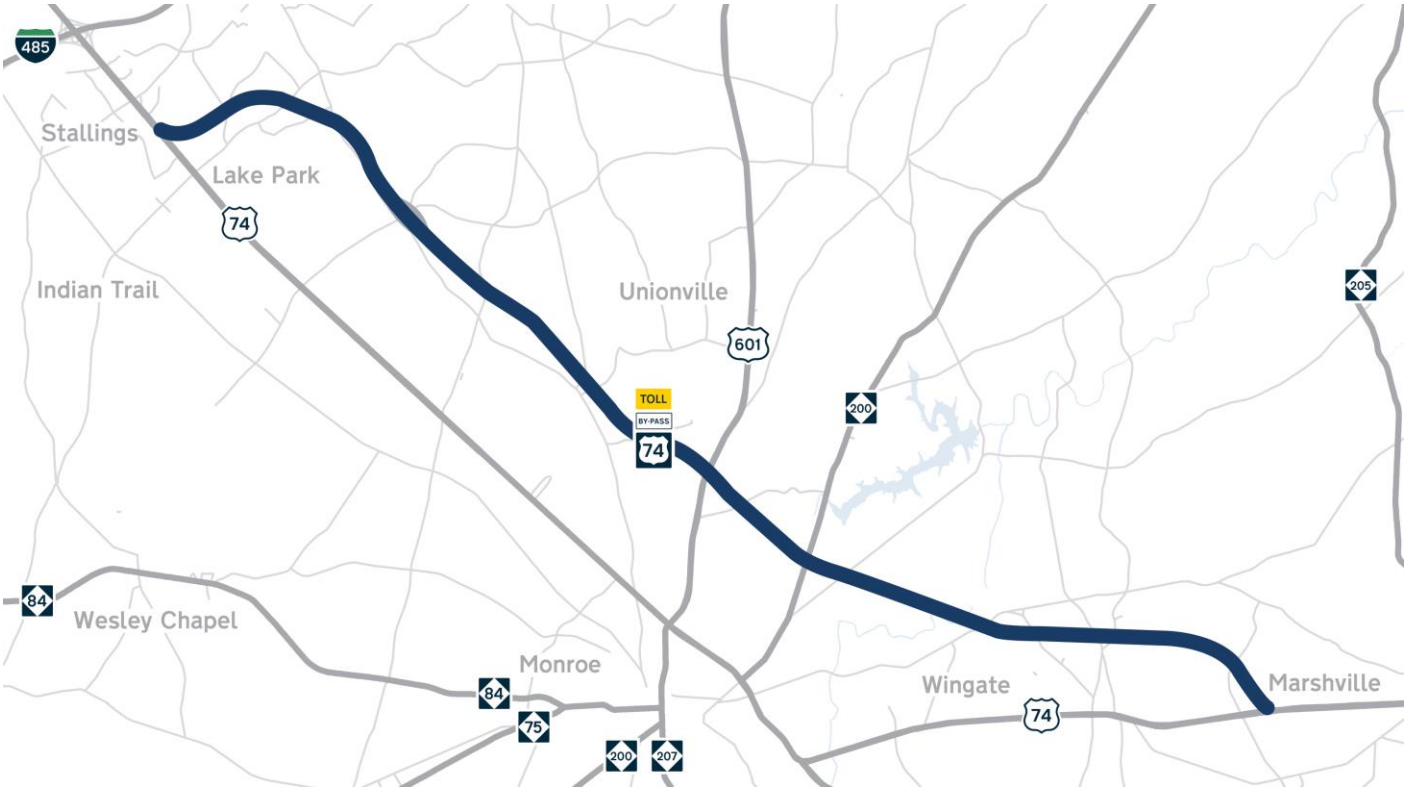 485
Stallings
Lake Park
74
Indian Trail
Unionville
205
601
TOLL
BY-PASS
74
200
84
Wesley Chapel
Monroe
84
75
200
207
Wingate
74
Marshville